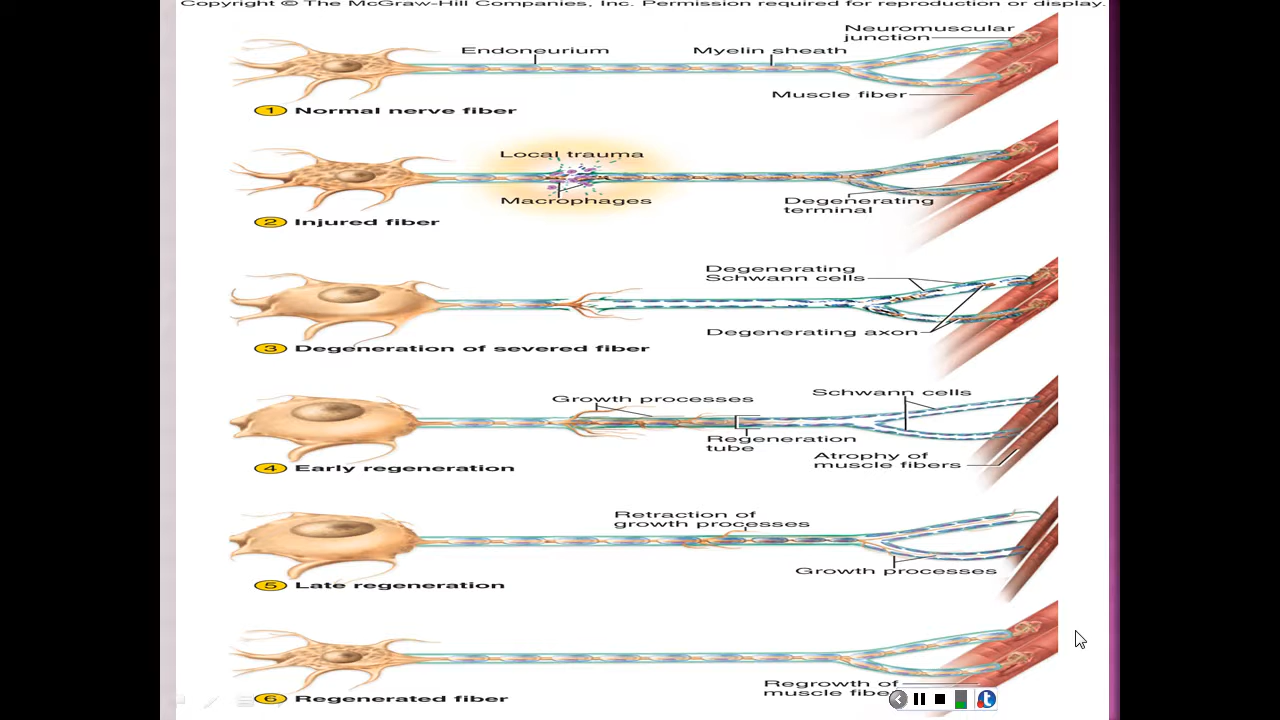 Copyright © The McGraw-Hill Companies, Inc. Permission required for reproduction or display.
Neuromuscular
junction
Endoneurium
Myelin sheath
Muscle fiber
1 Normal nerve fiber
Local trauma
Macrophages
Degenerating
terminal
2 Injured fiber
Degenerating
Schwann cells
Degenerating axon
3 Degeneration of severed fiber
Growth processes
Schwann cells
Regeneration
tube
Atrophy of
muscle fibers
4 Early regeneration
Retraction of
growth processes
Growth processes
5 Late regeneration
Regrowth of
muscle
6 Regenerated fiber
t